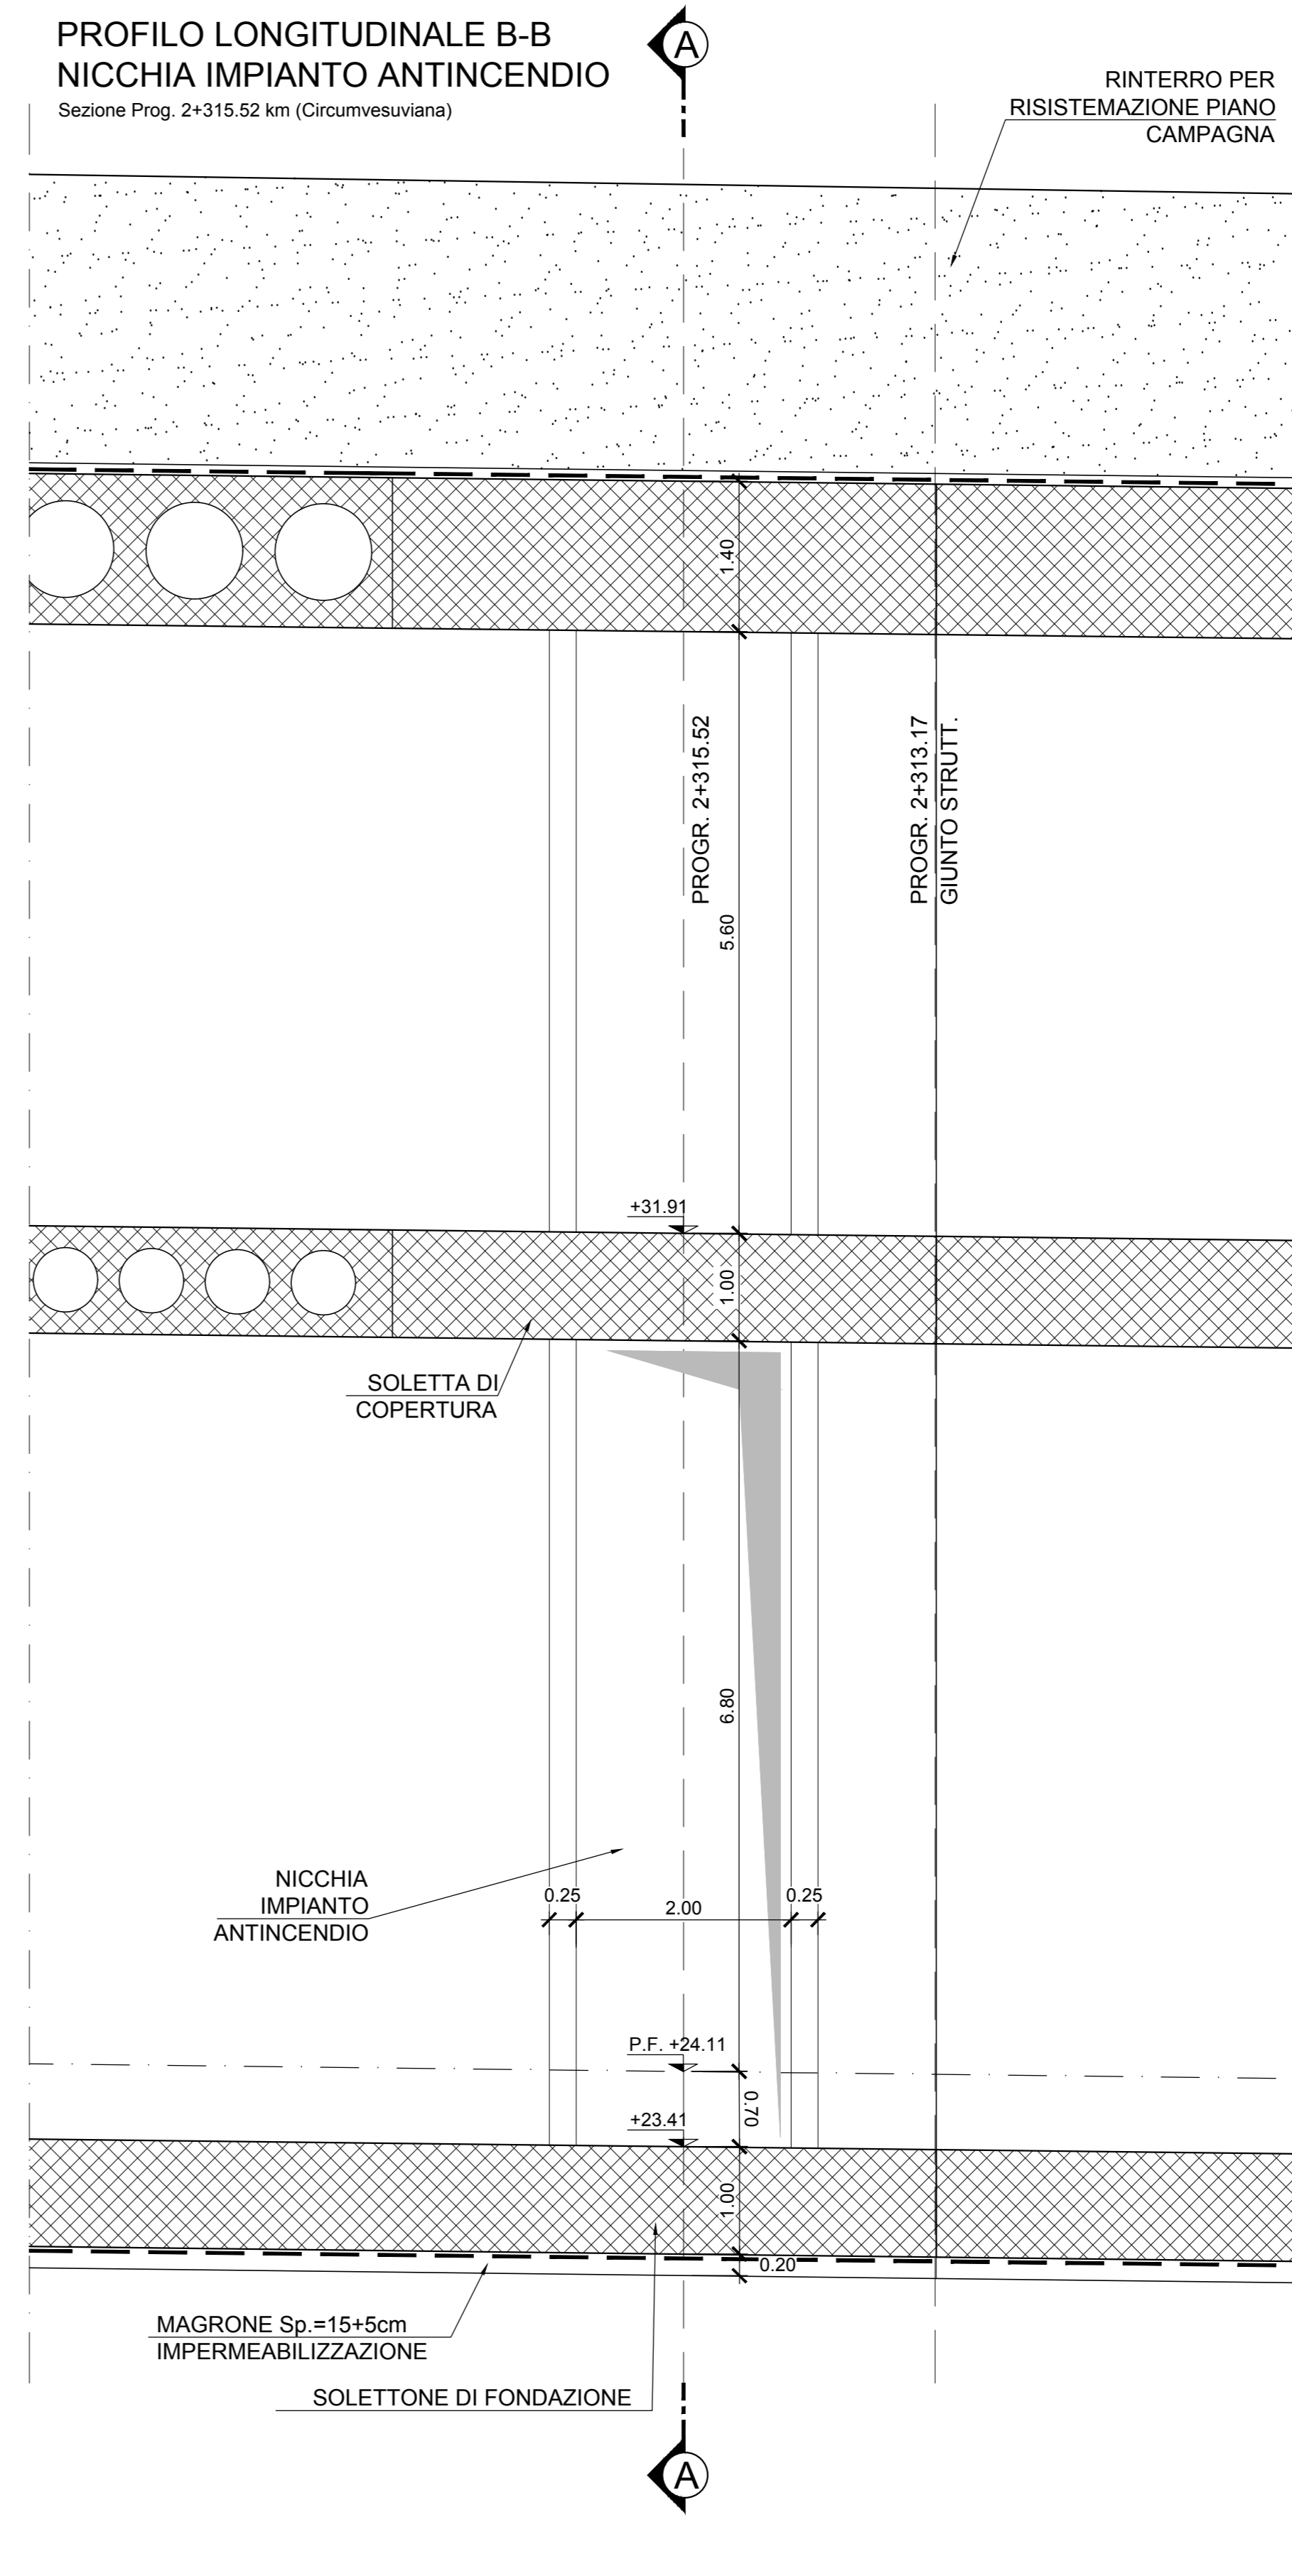 PROFILO LONGITUDINALE B-B
NICCHIA IMPIANTO ANTINCENDIO
Sezione Prog. 2+315.52 km (Circumvesuviana)
A
RINTERRO PER
RISISTEMAZIONE PIANO
CAMPAGNA
1.40
PROGR. 2+315.52
PROGR. 2+313.17
GIUNTO STRUTT.
5.60
+31.91
1.00
SOLETTA DI
COPERTURA
6.80
NICCHIA
IMPIANTO
ANTINCENDIO
0.25
2.00
0.25
P.F. +24.11
0.70
+23.41
1.00
0.20
MAGRONE Sp.=15+5cm
IMPERMEABILIZZAZIONE
SOLETTONE DI FONDAZIONE
A